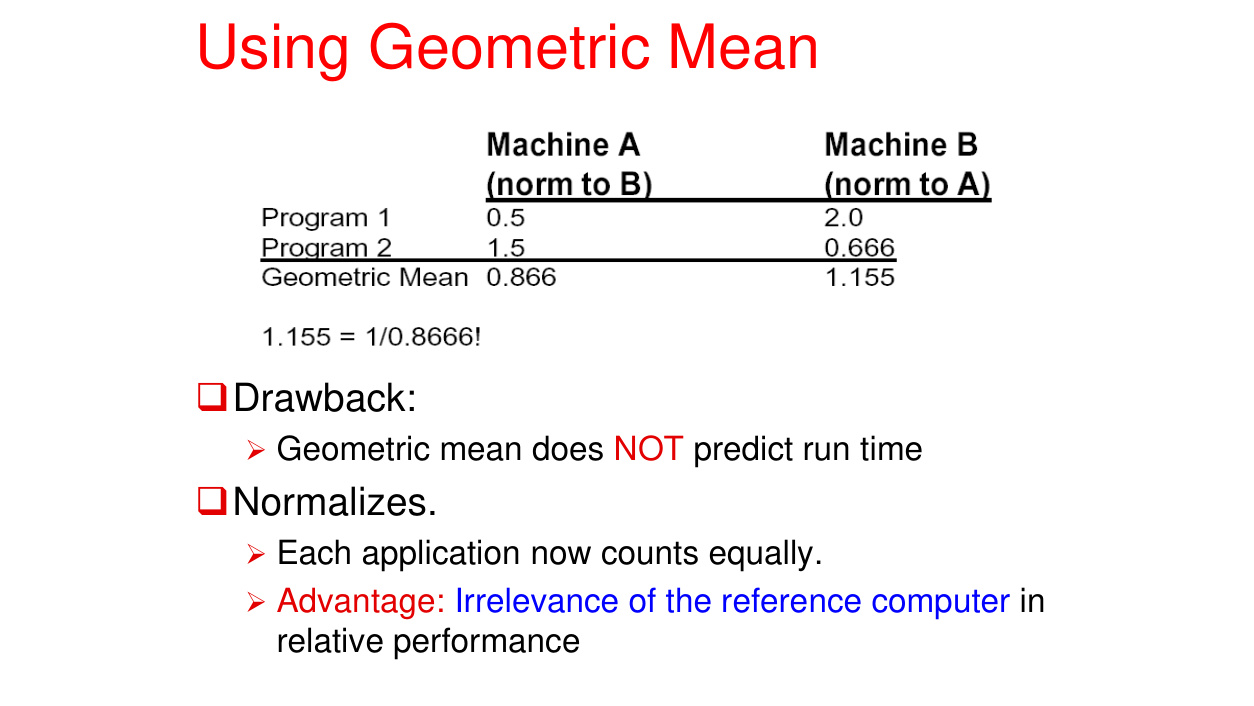 Using Geometric Mean
Machine A Machine B
(norm to B) (norm to A)
Program 1 0.5 2.0
Program 2 1.5 0.666
Geometric Mean 0.866 1.155
1.155 = 1/0.8666!
Drawback:
Geometric mean does NOT predict run time
Normalizes.
Each application now counts equally.
Advantage: Irrelevance of the reference computer in
relative performance